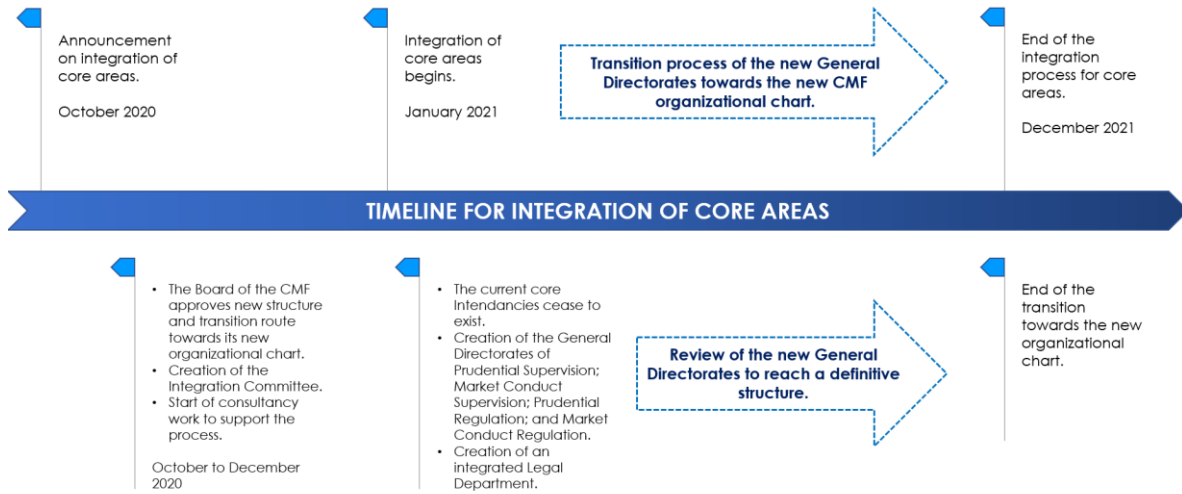 Announcement
on integration of
core areas.
October 2020
Integration of
core areas
begins.
January 2021
Transition process of the new General
Directorates towards the new CMF
organizational chart.
End of the
integration
process for core
areas.
December 2021
TIMELINE FOR INTEGRATION OF CORE AREAS
• The Board of the CMF
approves new structure
and transition route
towards its new
organizational chart.
• Creation of the
Integration Committee.
• Start of consultancy
work to support the
process.
October to December
2020
• The current core
Intendancies cease to
exist.
• Creation of the General
Directorates of
Prudential Supervision;
Market Conduct
Supervision; Prudential
Regulation; and Market
Conduct Regulation.
• Creation of an
integrated Legal
Department.
Review of the new General
Directorates to reach a definitive
structure.
End of the
transition
towards the new
organizational
chart.